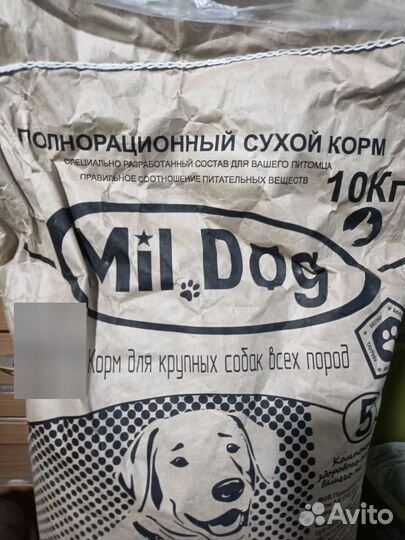 ПОЛНОРАЦИОННЫЙ СУХОЙ КОРМ
СПЕЦИАЛЬНО РАЗРАБОТАННЫЙ СОСТАВ ДЛЯ ВАШЕГО ПИТОМЦА
ПРАВИЛЬНОЕ СООТНОШЕНИЕ ПИТАТЕЛЬНЫХ ВЕЩЕСТВ
10КГ
Mil Dog
Корм для крупных собак всех пород
5
Avito